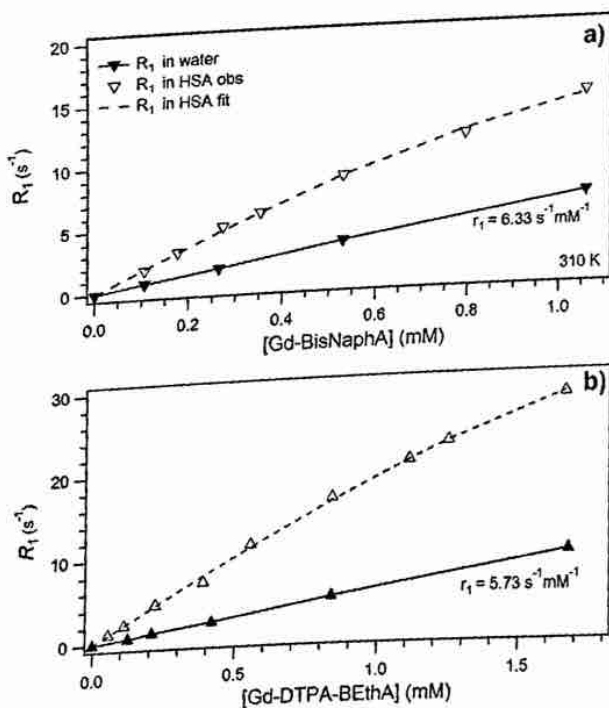 a)
R₁ in water
R₁ in HSA obs
R₁ in HSA fit
20
15
10
5
0
R₁ (s⁻¹)
r₁ = 6.33 s⁻¹mM⁻¹
310 K
0.0 0.2 0.4 0.6 0.8 1.0
[Gd-BisNaphA] (mM)
b)
30
20
10
0
R₁ (s⁻¹)
r₁ = 5.73 s⁻¹mM⁻¹
0.0 0.5 1.0 1.5
[Gd-DTPA-BEthA] (mM)